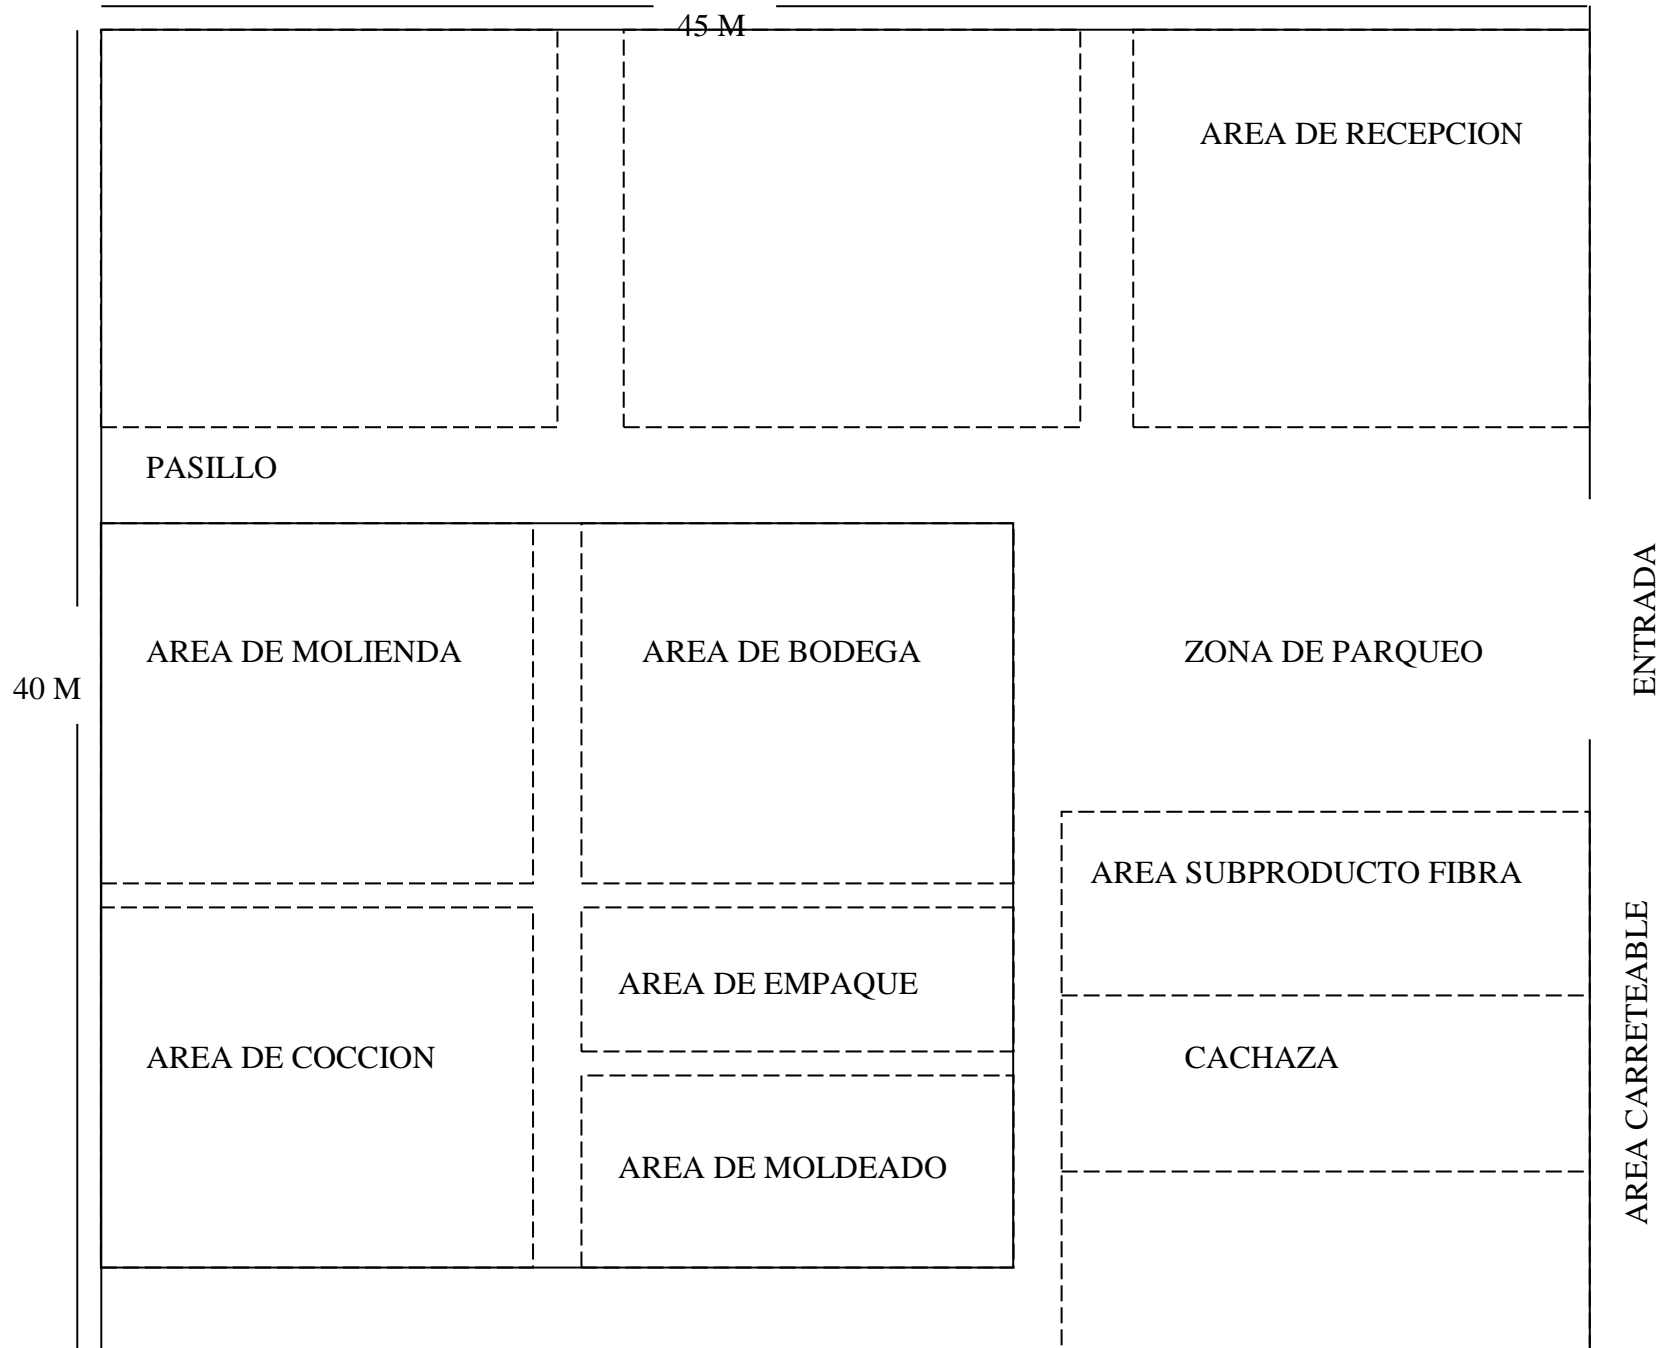 45 M
AREA DE RECEPCION
PASILLO
ENTRADA
AREA DE MOLIENDA
AREA DE BODEGA
ZONA DE PARQUEO
40 M
AREA SUBPRODUCTO FIBRA
AREA DE EMPAQUE
AREA DE COCCION
CACHAZA
AREA CARRETEABLE
AREA DE MOLDEADO